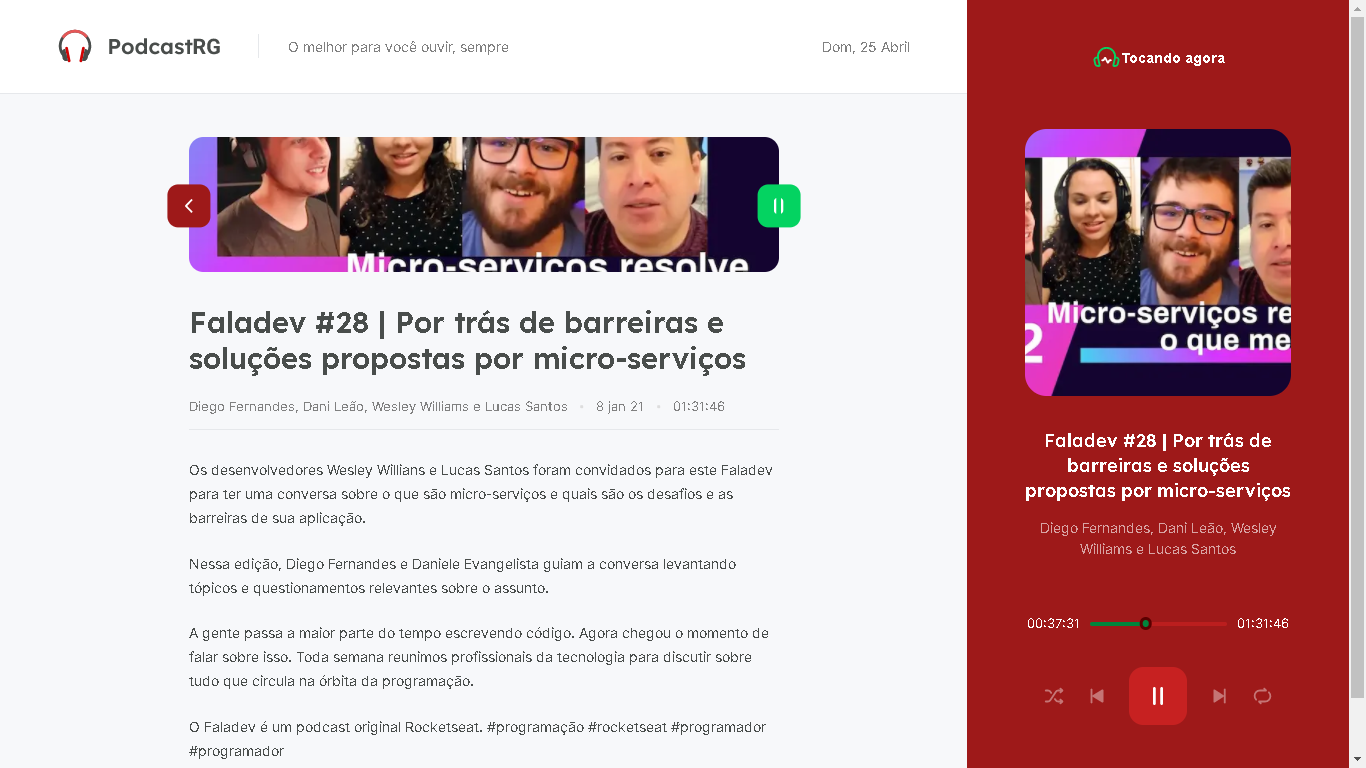 PodcastRG
O melhor para você ouvir, sempre
Dom, 25 Abril
Micro-serviços resolve
Faladev #28 | Por trás de barreiras e
soluções propostas por micro-serviços
Diego Fernandes, Dani Leão, Wesley Williams e Lucas Santos • 8 jan 21 • 01:31:46
Os desenvolvedores Wesley Willians e Lucas Santos foram convidados para este Faladev
para ter uma conversa sobre o que são micro-serviços e quais são os desafios e as
barreiras de sua aplicação.
Nessa edição, Diego Fernandes e Daniele Evangelista guiam a conversa levantando
tópicos e questionamentos relevantes sobre o assunto.
A gente passa a maior parte do tempo escrevendo código. Agora chegou o momento de
falar sobre isso. Toda semana reunimos profissionais da tecnologia para discutir sobre
tudo que circula na órbita da programação.
O Faladev é um podcast original Rocketseat. #programação #rocketseat #programador
#programador
Tocando agora
Micro-serviços re
2
o que me
Faladev #28 | Por trás de
barreiras e soluções
propostas por micro-serviços
Diego Fernandes, Dani Leão, Wesley
Williams e Lucas Santos
00:37:31
01:31:46